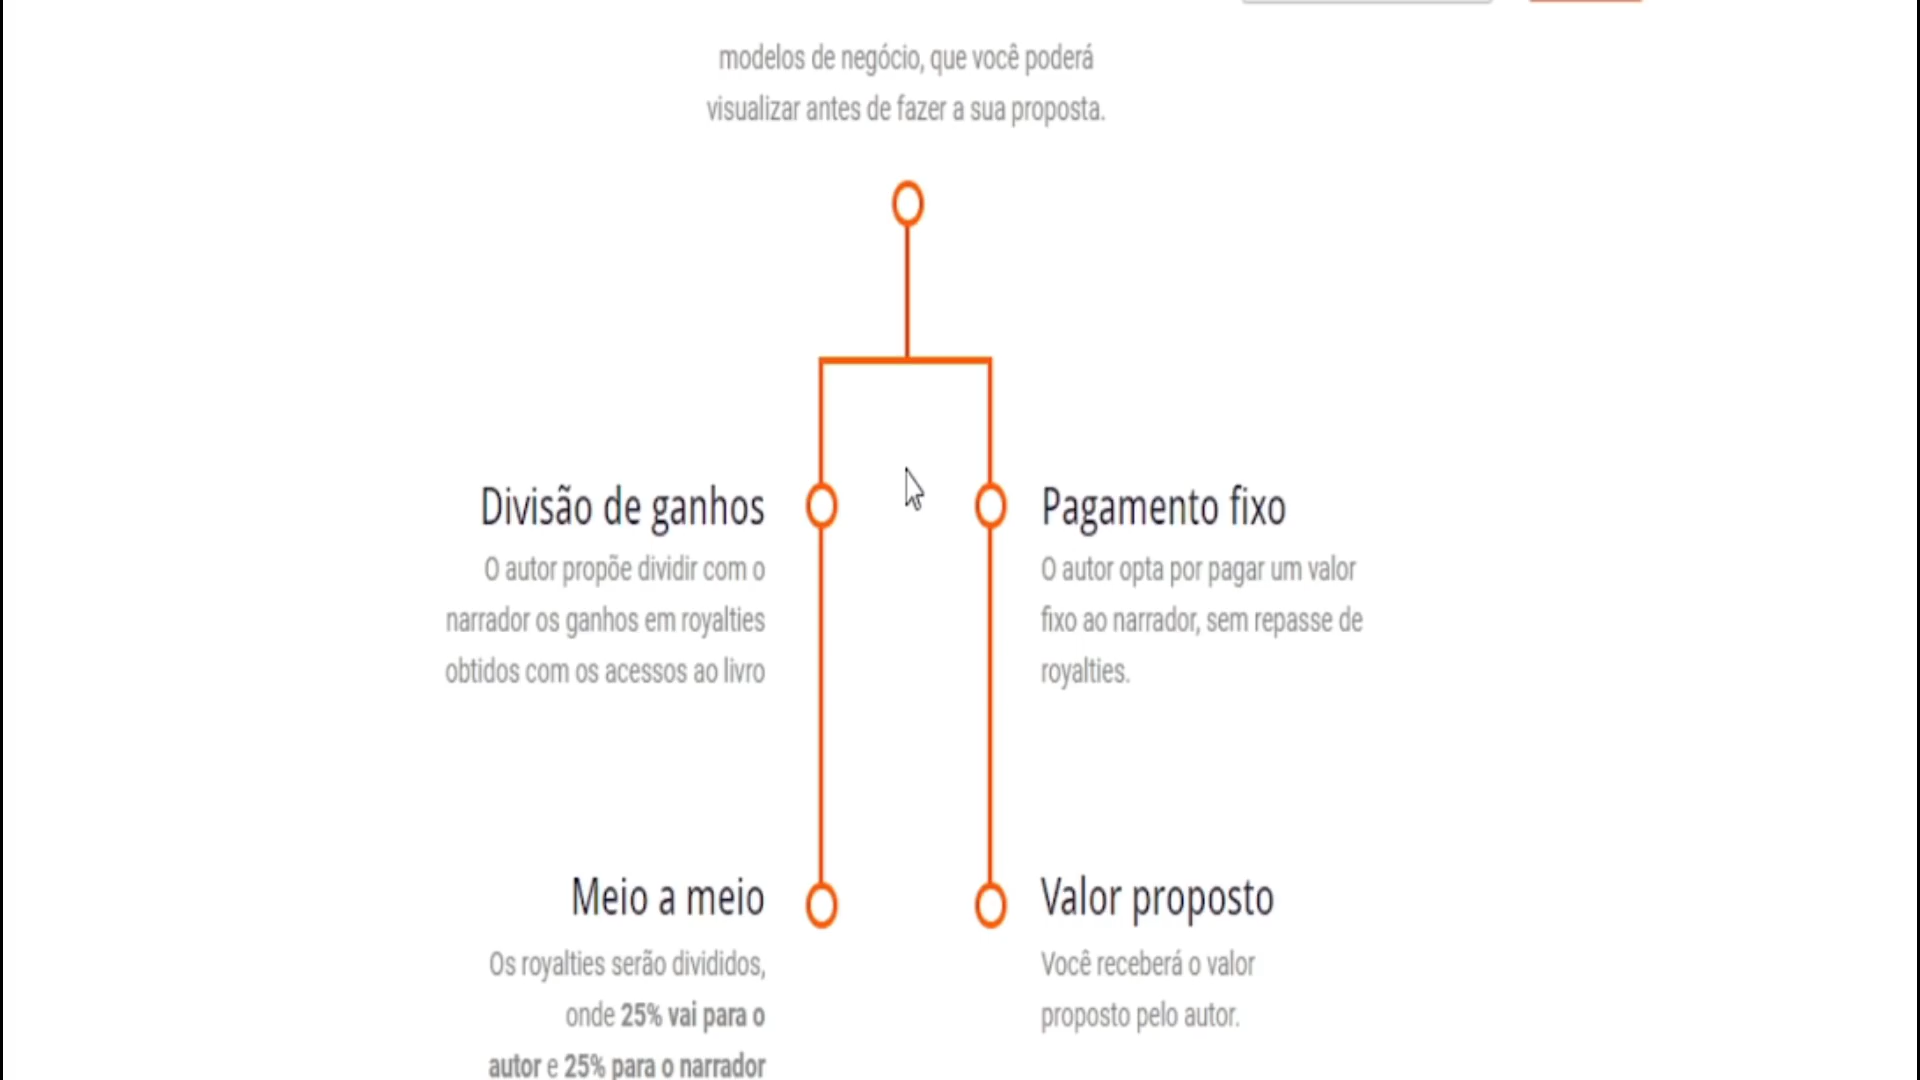 modelos de negócio, que você poderá
visualizar antes de fazer a sua proposta.
Divisão de ganhos
O autor propõe dividir com o
narrador os ganhos em royalties
obtidos com os acessos ao livro
Pagamento fixo
O autor opta por pagar um valor
fixo ao narrador, sem repasse de
royalties.
Meio a meio
Os royalties serão divididos,
onde 25% vai para o
autor e 25% para o narrador
Valor proposto
Você receberá o valor
proposto pelo autor.